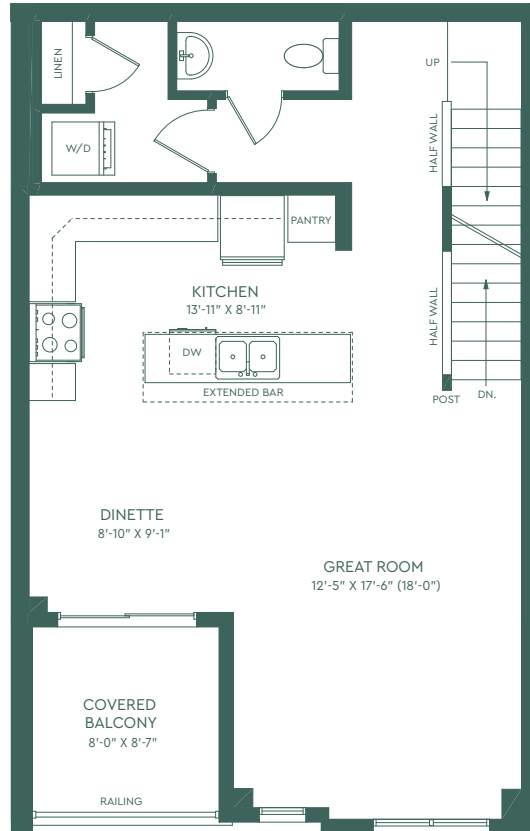 LINEN
UP
W/D
HALF WALL
PANTRY
KITCHEN
13'-11" X 8'-11"
HALF WALL
DW
EXTENDED BAR
POST
DN.
DINETTE
8'-10" X 9'-1"
GREAT ROOM
12'-5" X 17'-6" (18'-0")
COVERED
BALCONY
8'-0" X 8'-7"
RAILING